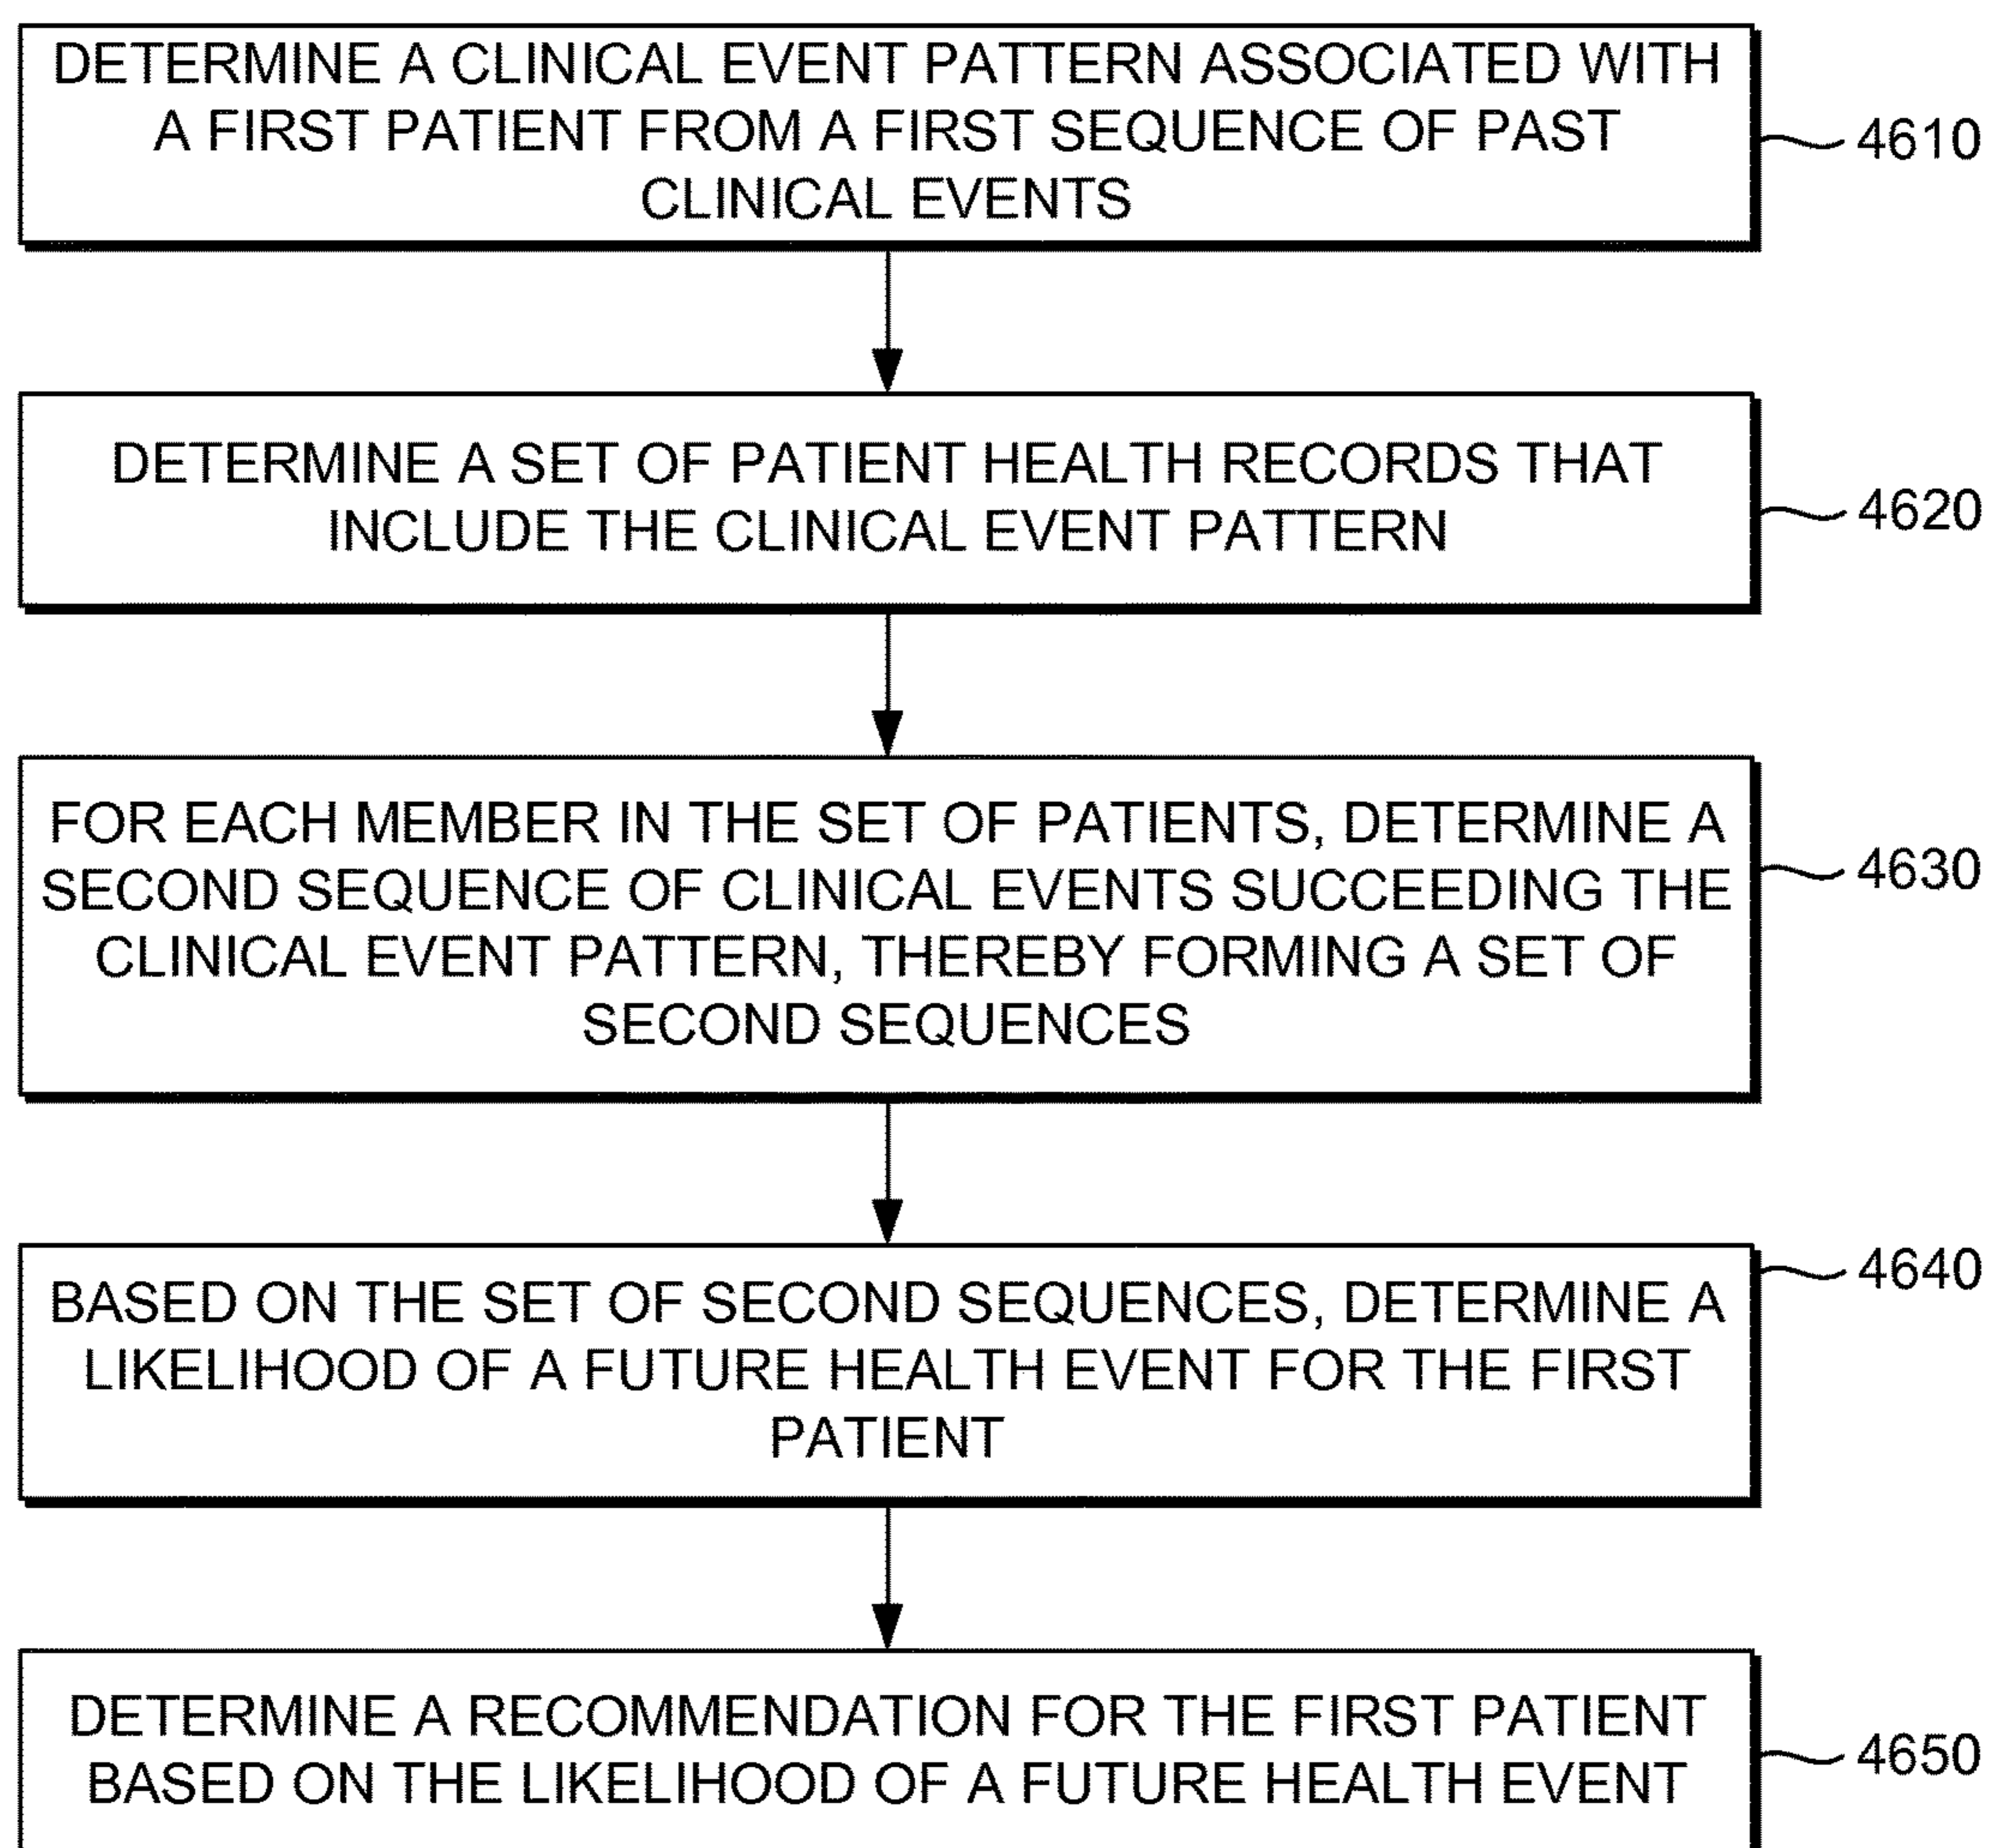 DETERMINE A CLINICAL EVENT PATTERN ASSOCIATED WITH
A FIRST PATIENT FROM A FIRST SEQUENCE OF PAST
CLINICAL EVENTS
4610
DETERMINE A SET OF PATIENT HEALTH RECORDS THAT
INCLUDE THE CLINICAL EVENT PATTERN
4620
FOR EACH MEMBER IN THE SET OF PATIENTS, DETERMINE A
SECOND SEQUENCE OF CLINICAL EVENTS SUCCEEDING THE
CLINICAL EVENT PATTERN, THEREBY FORMING A SET OF
SECOND SEQUENCES
4630
BASED ON THE SET OF SECOND SEQUENCES, DETERMINE A
LIKELIHOOD OF A FUTURE HEALTH EVENT FOR THE FIRST
PATIENT
4640
DETERMINE A RECOMMENDATION FOR THE FIRST PATIENT
BASED ON THE LIKELIHOOD OF A FUTURE HEALTH EVENT
4650